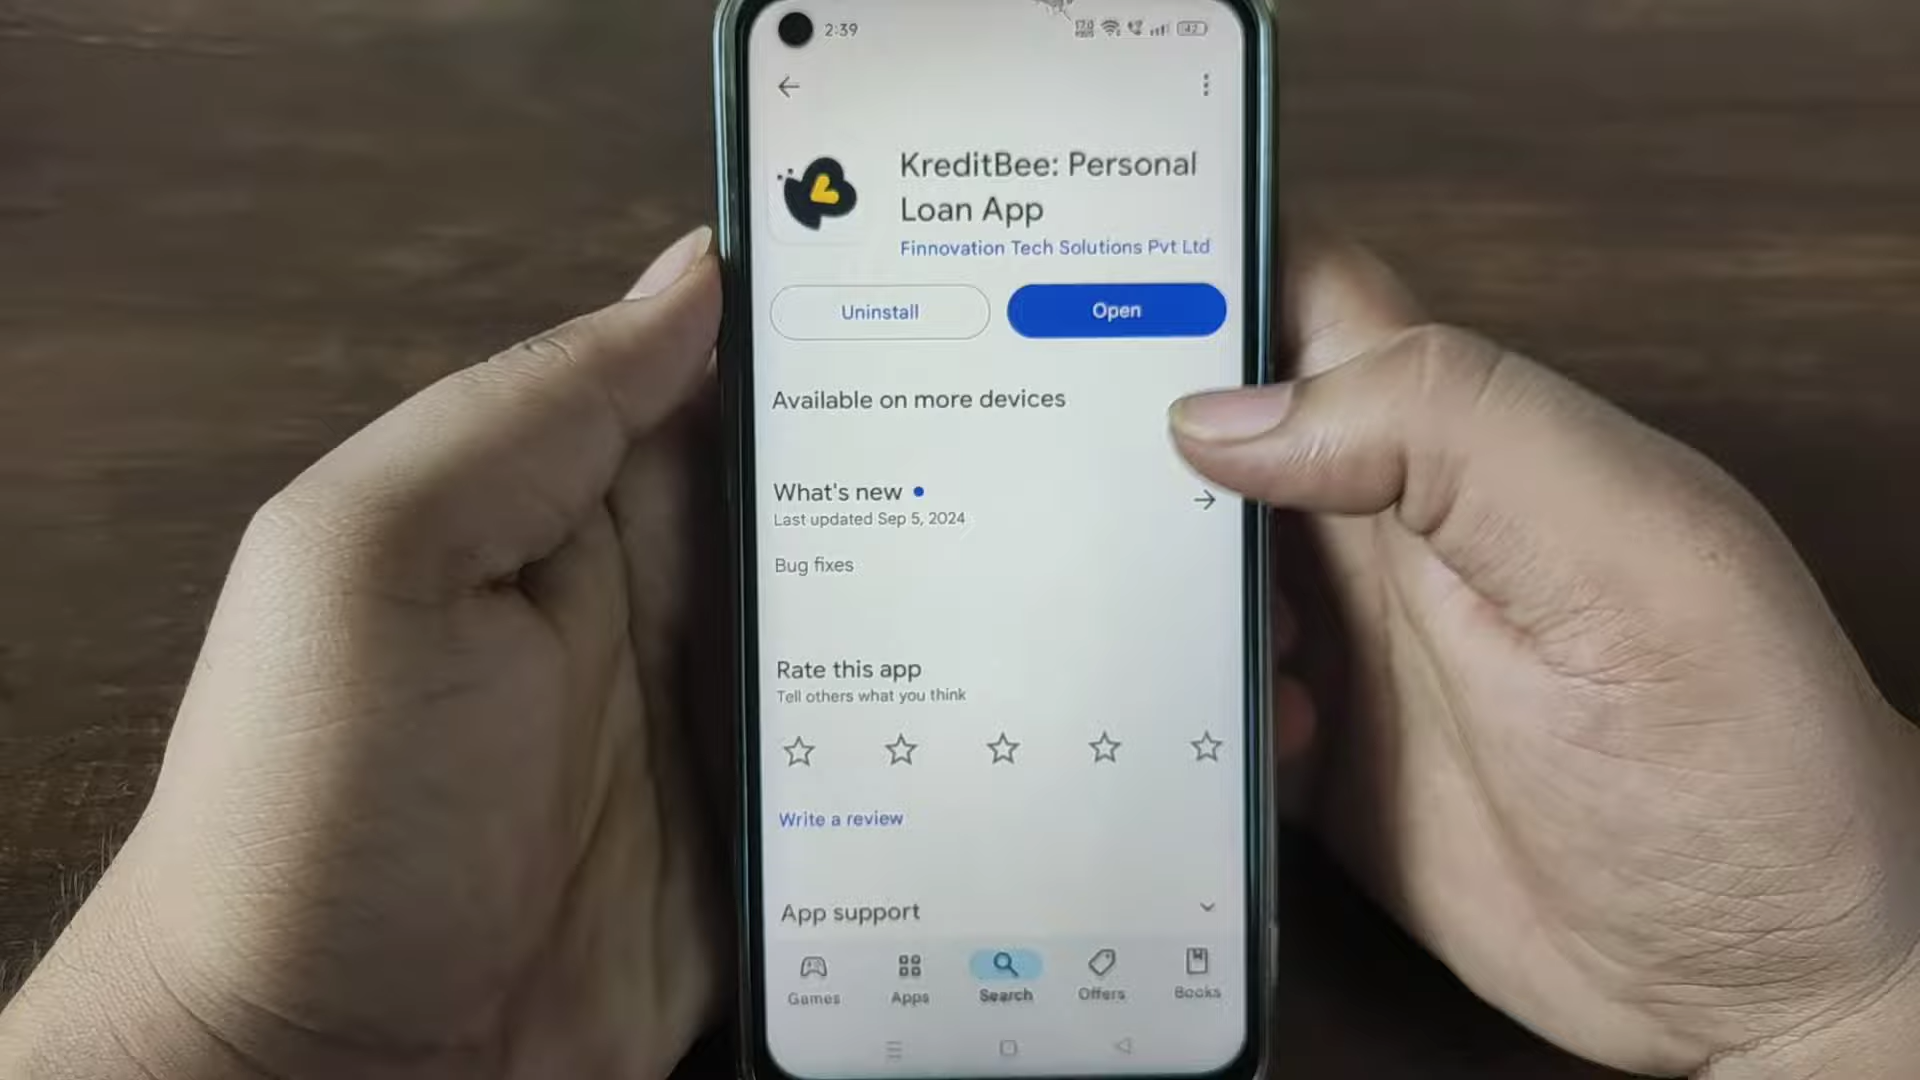 2:39
KreditBee: Personal
Loan App
Finnovation Tech Solutions Pvt Ltd
Uninstall
Open
Available on more devices
What's new
Last updated Sep 5, 2024
Bug fixes
Rate this app
Tell others what you think
Write a review
App support
Games
Apps
Search
Offers
Books